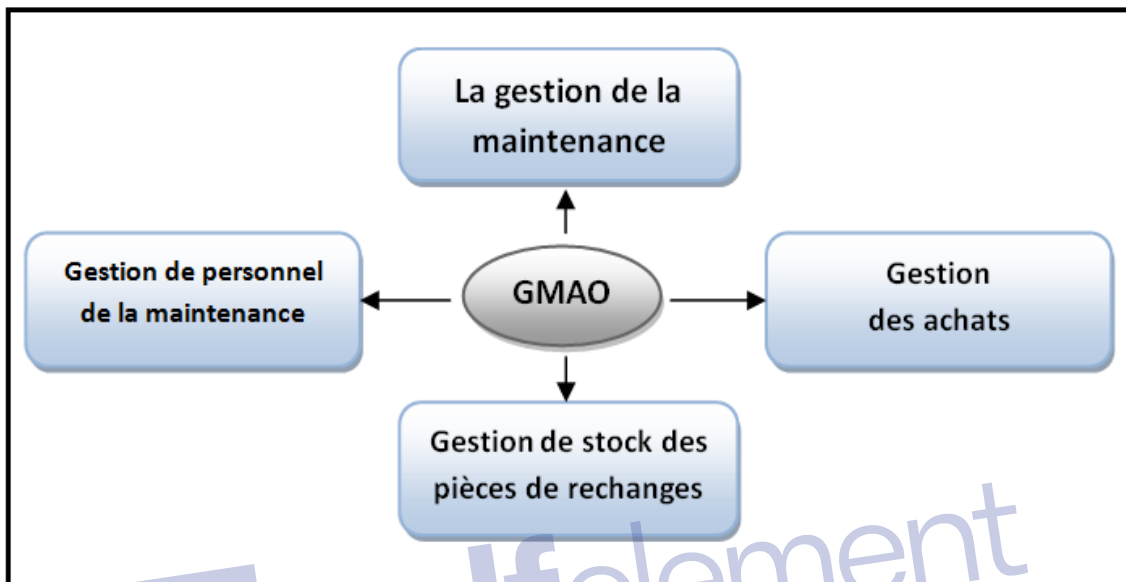 La gestion de la
maintenance
Gestion de personnel
de la maintenance
GMAO
Gestion
des achats
Gestion de stock des
pièces de rechanges